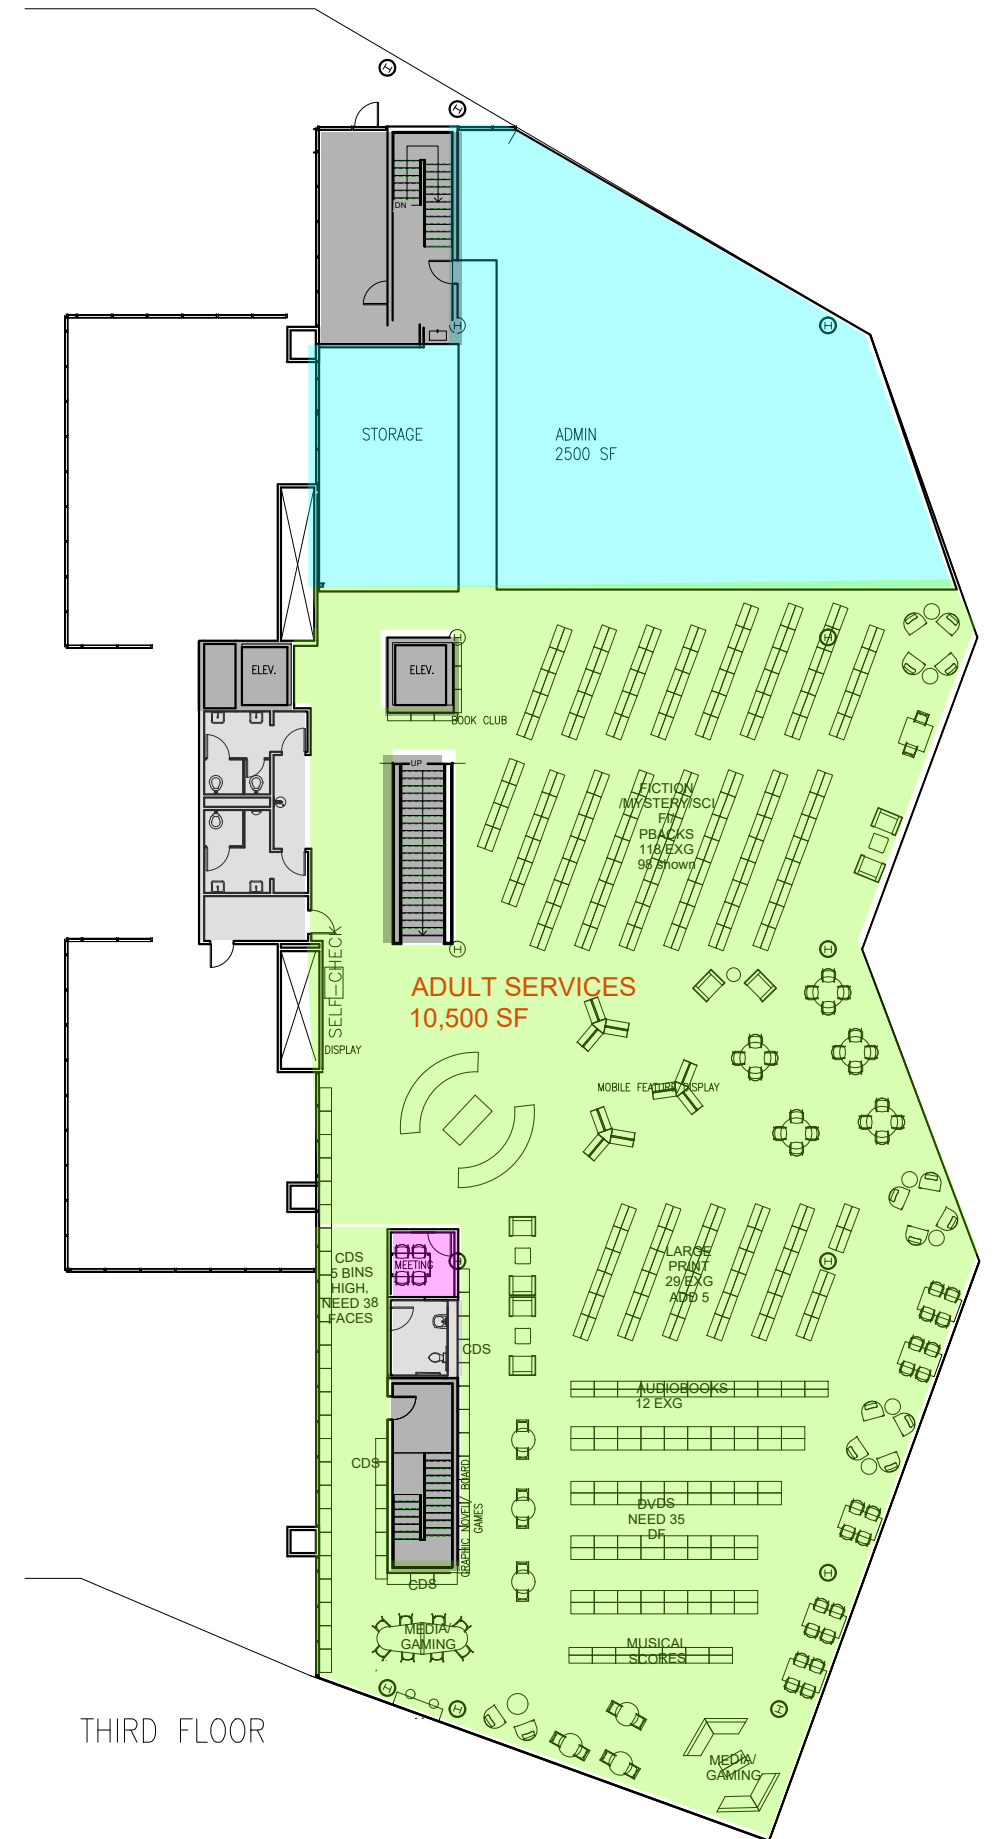 DN
STORAGE
ADMIN
2500 SF
ELEV.
ELEV.
BOOK CLUB
UP
FICTION
/MYSTERY/SCI
FI/
PBACKS
118 EXG
98 shown
SELF-CHECK
ADULT SERVICES
10,500 SF
DISPLAY
MOBILE FEATURE/DISPLAY
CDS
5 BINS
HIGH,
NEED 38
FACES
MEETING
LARGE
PRINT
29 EXG
ADD 5
CDS
AUDIOBOOKS
12 EXG
CDS
GRAPHIC NOVEL/ BOARD
GAMES
DVDS
NEED 35
DF
CDS
MEDIA/
GAMING
MUSICAL
SCORES
THIRD FLOOR
MEDIA/
GAMING
H
H
H
H
H
H
H
H
H
H
H
H
H
H